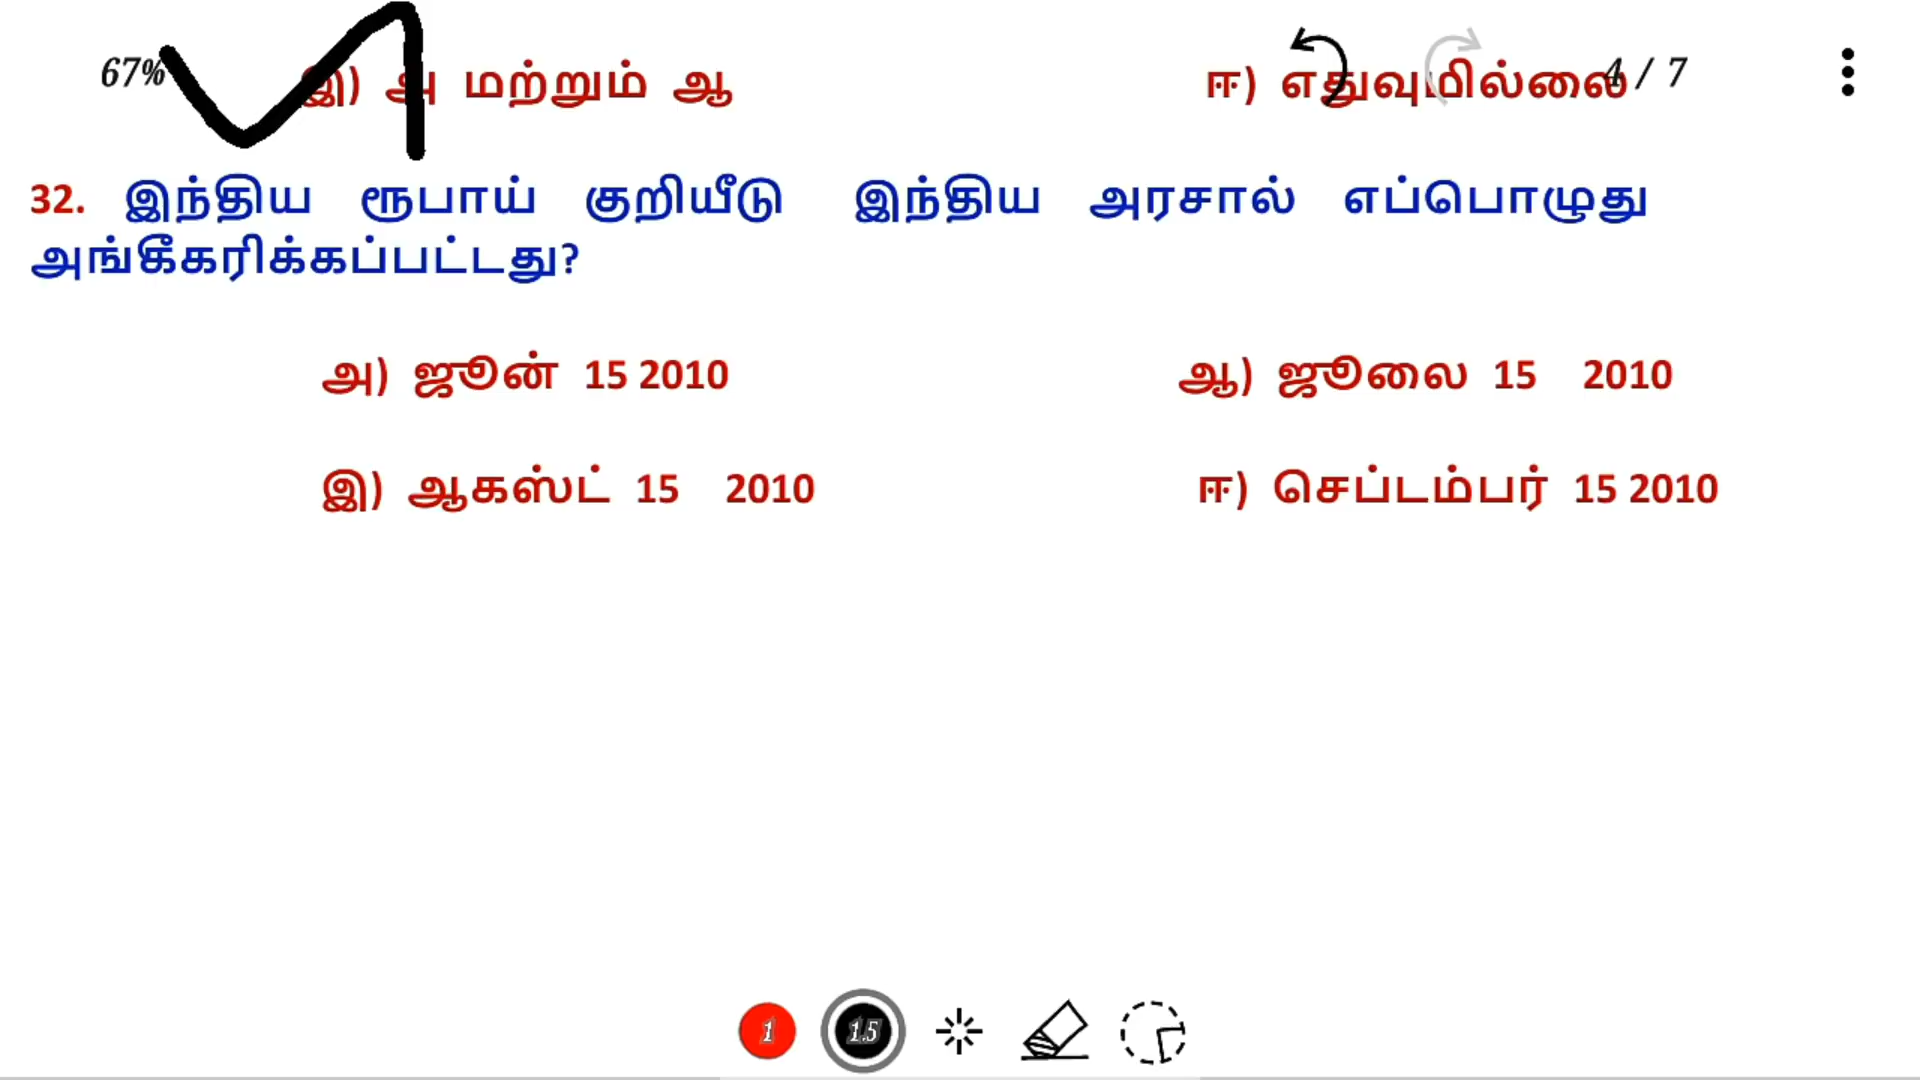 67% இ) அ மற்றும் ஆ ஈ) எதுவுமில்லை 4 / 7
32. இந்திய ரூபாய் குறியீடு இந்திய அரசால் எப்பொழுது
அங்கீகரிக்கப்பட்டது?
அ) ஜூன் 15 2010 ஆ) ஜூலை 15 2010
இ) ஆகஸ்ட் 15 2010 ஈ) செப்டம்பர் 15 2010
1 1.5